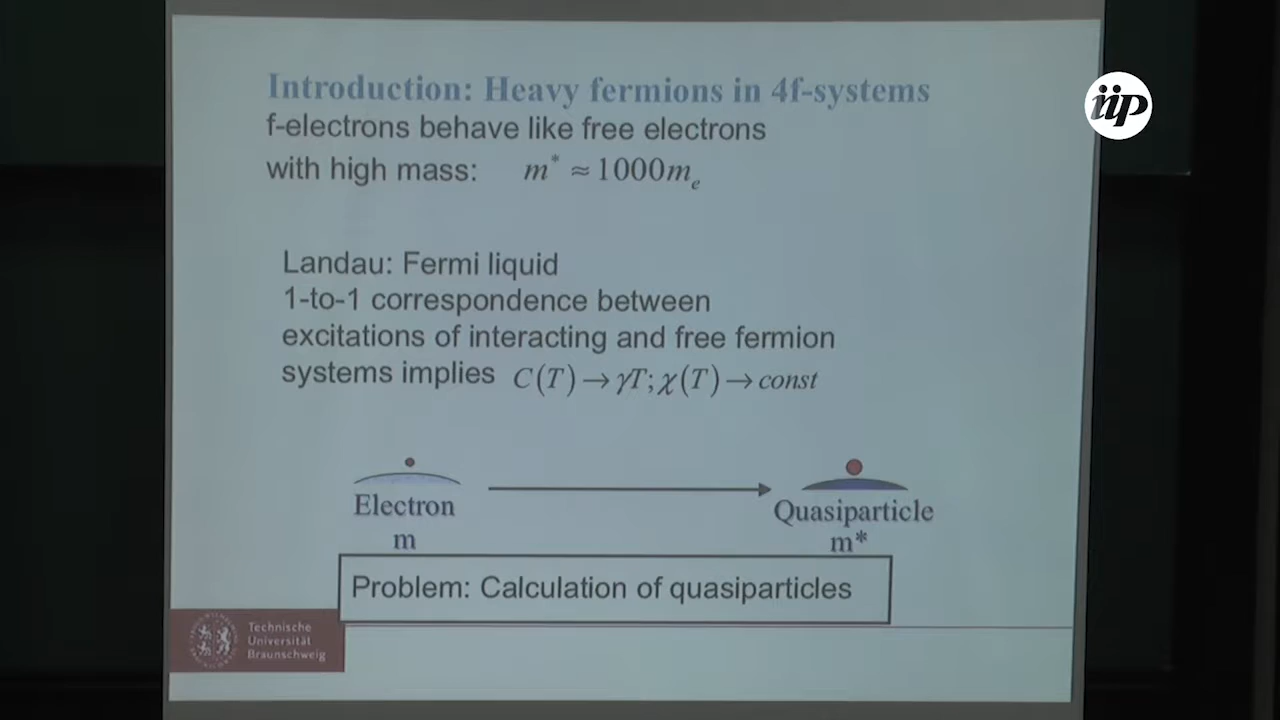 Introduction: Heavy fermions in 4f-systems
f-electrons behave like free electrons
with high mass: m* ≈ 1000mₑ
Landau: Fermi liquid
1-to-1 correspondence between
excitations of interacting and free fermion
systems implies C(T) → γT; χ(T) → const
Electron
m
Quasiparticle
m*
Problem: Calculation of quasiparticles
Technische
Universität
Braunschweig
iip